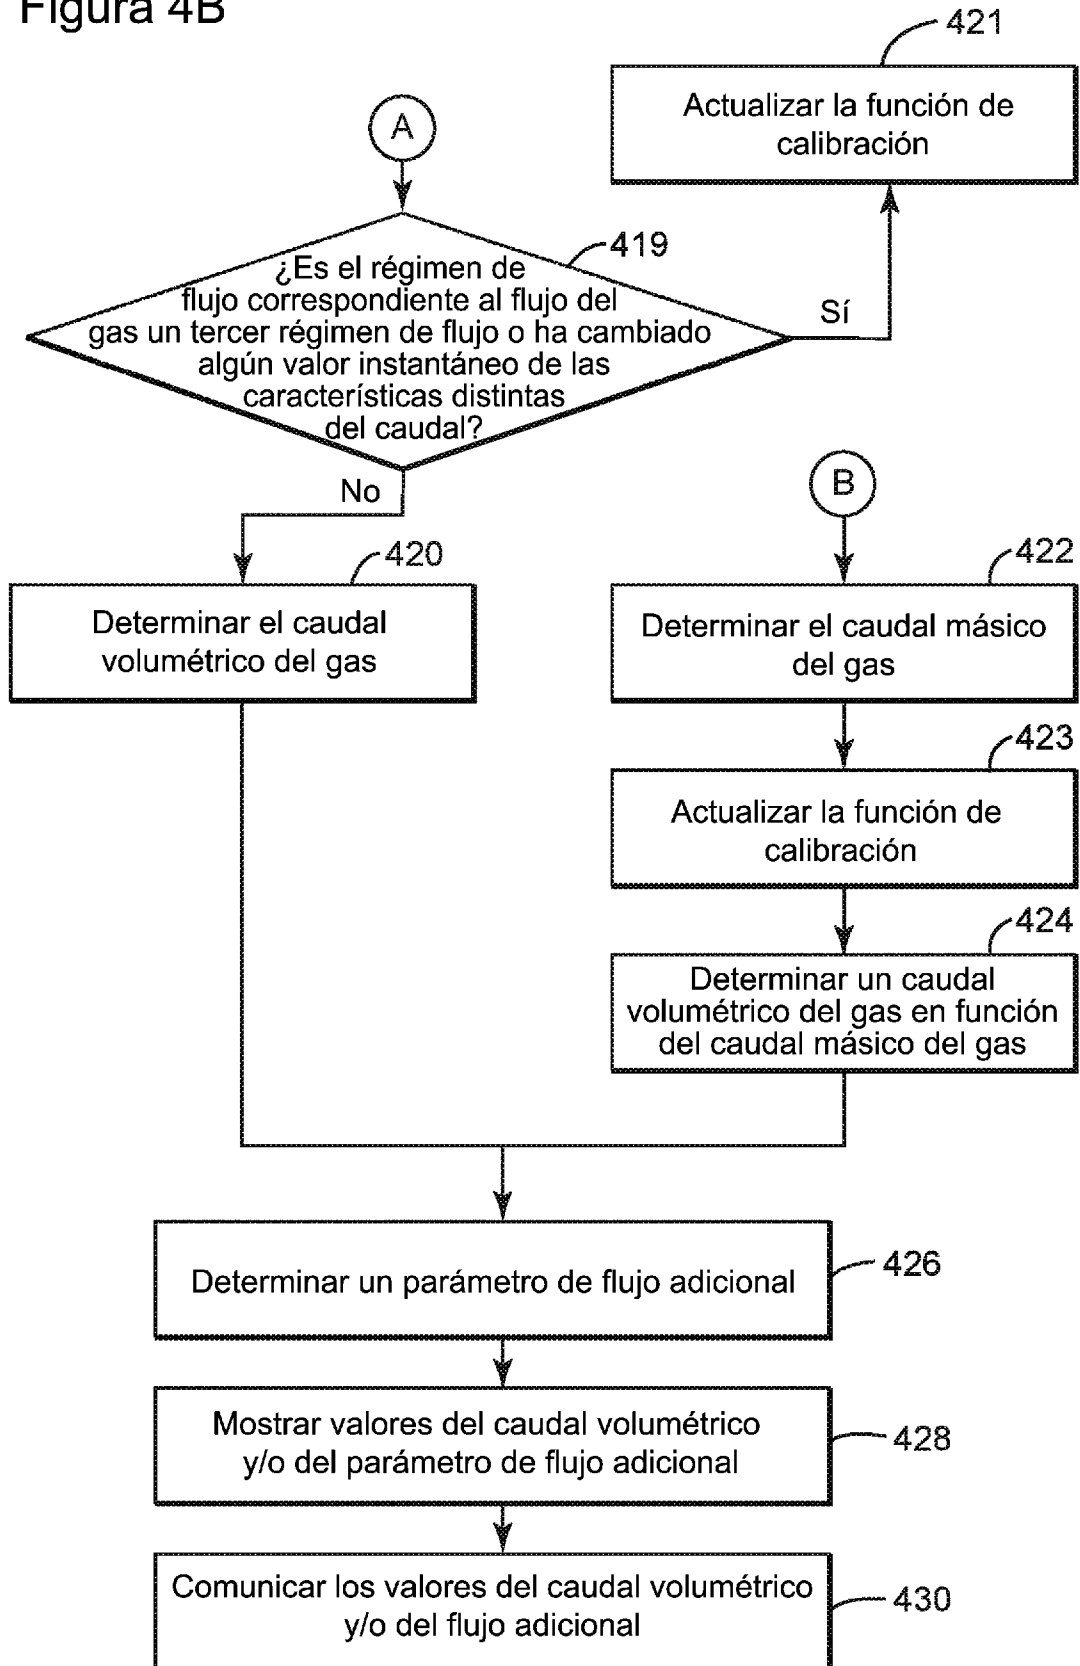 Figura 4B
421
Actualizar la función de
calibración
A
419
¿Es el régimen de
flujo correspondiente al flujo del
gas un tercer régimen de flujo o ha cambiado
algún valor instantáneo de las
características distintas
del caudal?
Sí
No
B
420
Determinar el caudal
volumétrico del gas
422
Determinar el caudal másico
del gas
423
Actualizar la función de
calibración
424
Determinar un caudal
volumétrico del gas en función
del caudal másico del gas
Determinar un parámetro de flujo adicional
426
Mostrar valores del caudal volumétrico
y/o del parámetro de flujo adicional
428
Comunicar los valores del caudal volumétrico
y/o del flujo adicional
430